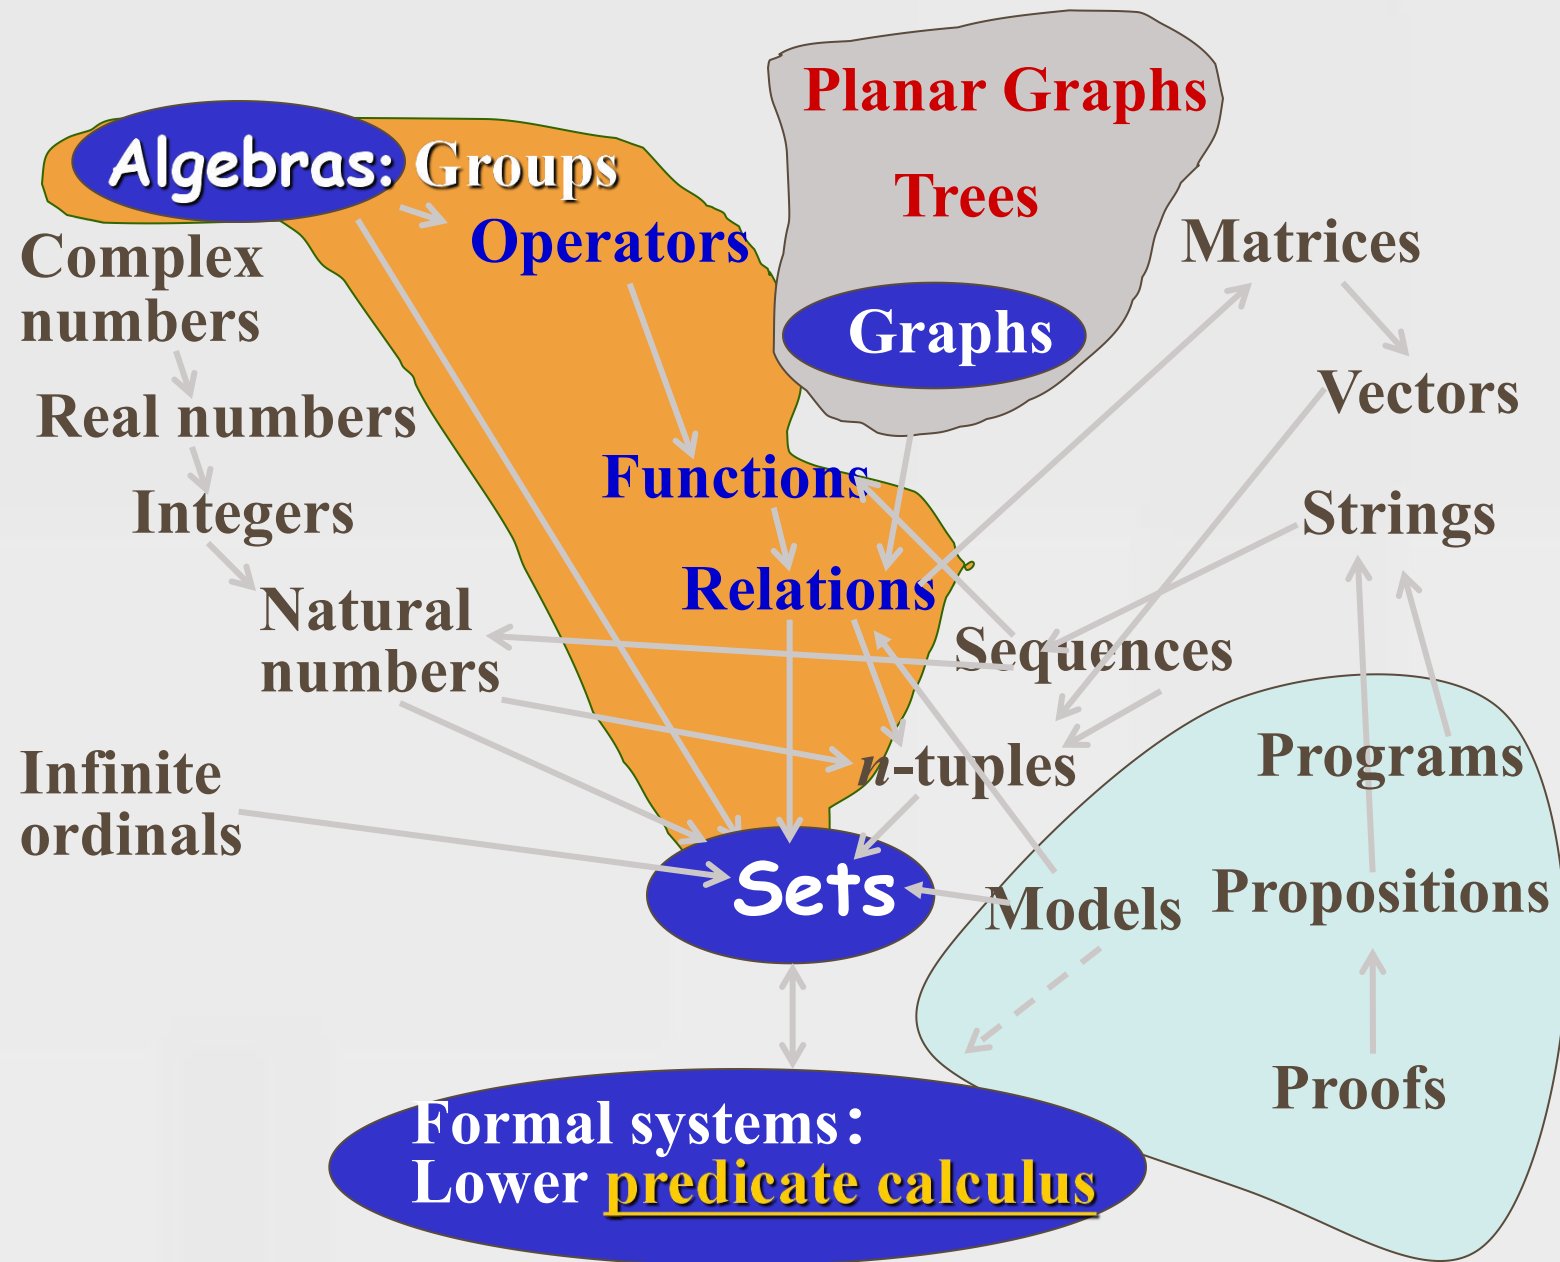 Planar Graphs
Trees
Graphs
Algebras: Groups
Operators
Matrices
Complex
numbers
Vectors
Real numbers
Functions
Strings
Integers
Relations
Natural
numbers
Sequences
n-tuples
Programs
Infinite
ordinals
Sets
Models
Propositions
Proofs
Formal systems:
Lower predicate calculus